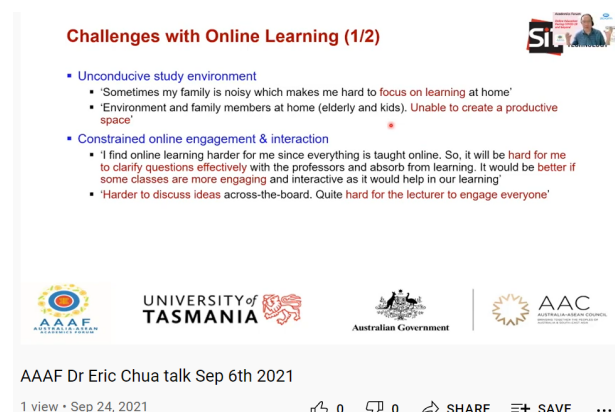 Challenges with Online Learning (1/2)
SiT
▪ Unconducive study environment
▪ ‘Sometimes my family is noisy which makes me hard to focus on learning at home’
▪ ‘Environment and family members at home (elderly and kids). Unable to create a productive
space’
▪ Constrained online engagement & interaction
▪ ‘I find online learning harder for me since everything is taught online. So, it will be hard for me
to clarify questions effectively with the professors and absorb from learning. It would be better if
some classes are more engaging and interactive as it would help in our learning’
▪ ‘Harder to discuss ideas across-the-board. Quite hard for the lecturer to engage everyone’
AAAF
AUSTRALIA-ASEAN
ACADEMICS FORUM
UNIVERSITY of
TASMANIA
Australian Government
AAC
AUSTRALIA-ASEAN COUNCIL
AAAF Dr Eric Chua talk Sep 6th 2021
1 view • Sep 24, 2021
0
0
SHARE
SAVE
...